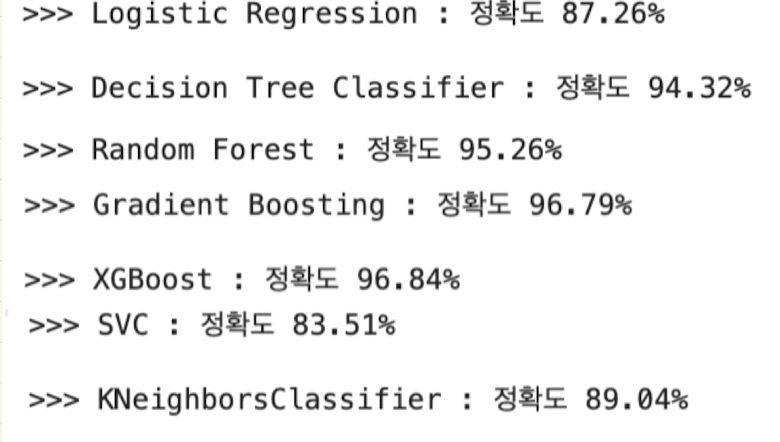 >>> Logistic Regression : 정확도 87.26%
>>> Decision Tree Classifier : 정확도 94.32%
>>> Random Forest : 정확도 95.26%
>>> Gradient Boosting : 정확도 96.79%
>>> XGBoost : 정확도 96.84%
>>> SVC : 정확도 83.51%
>>> KNeighborsClassifier : 정확도 89.04%